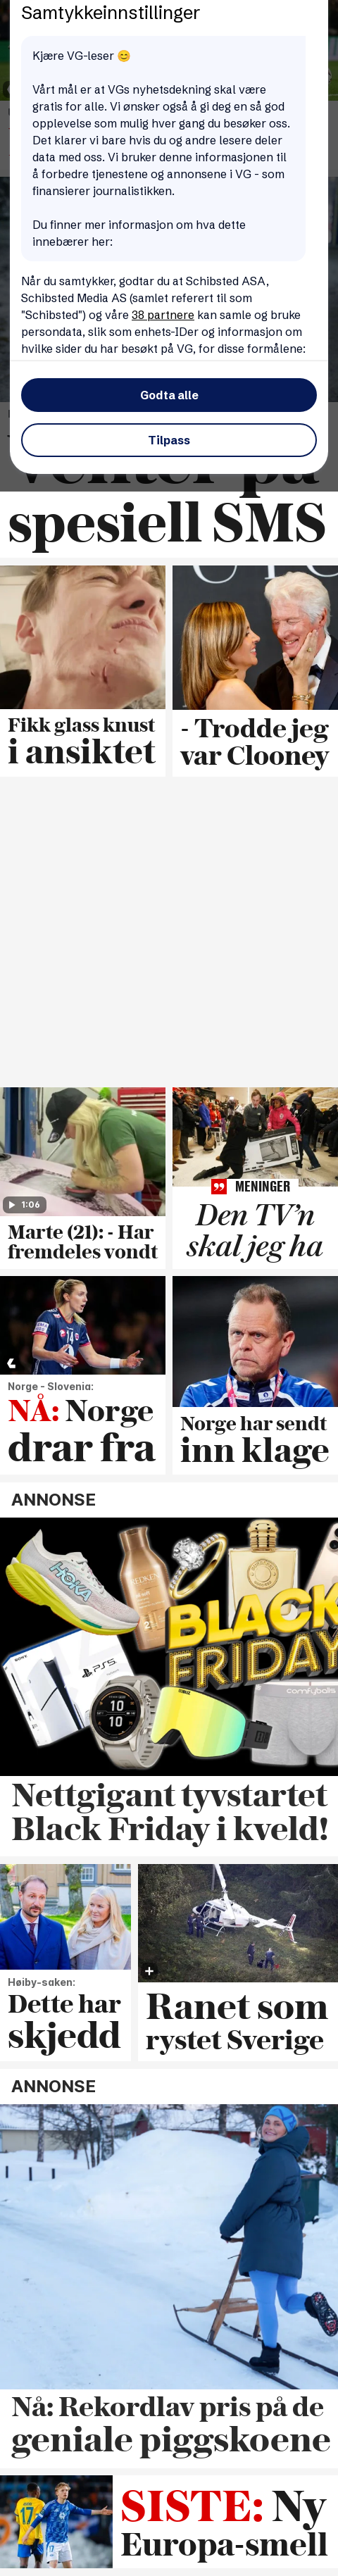 Samtykkeinnstillinger
Kjære VG-leser 😊
Vårt mål er at VGs nyhetsdekning skal være
gratis for alle. Vi ønsker også å gi deg en så god
opplevelse som mulig hver gang du besøker oss.
Det klarer vi bare hvis du og andre lesere deler
data med oss. Vi bruker denne informasjonen til
å forbedre tjenestene og annonsene i VG - som
finansierer journalistikken.
Du finner mer informasjon om hva dette
innebærer her:
Når du samtykker, godtar du at Schibsted ASA,
Schibsted Media AS (samlet referert til som
"Schibsted") og våre 38 partnere kan samle og bruke
persondata, slik som enhets-IDer og informasjon om
hvilke sider du har besøkt på VG, for disse formålene:
Godta alle
Tilpass
venter på
spesiell SMS
Fikk glass knust
i ansiktet
- Trodde jeg
var Clooney
1:06
Marte (21): - Har
fremdeles vondt
MENINGER
Den TV’n
skal jeg ha
14
Norge - Slovenia:
NÅ: Norge
drar fra
Norge har sendt
inn klage
ANNONSE
HOKA
REDKEN
SONY
PS5
BLACK
FRIDAY
comfyballs
Nettgigant tyvstartet
Black Friday i kveld!
Høiby-saken:
Dette har
skjedd
Ranet som
rystet Sverige
ANNONSE
Nå: Rekordlav pris på de
geniale piggskoene
17
SISTE: Ny
Europa-smell